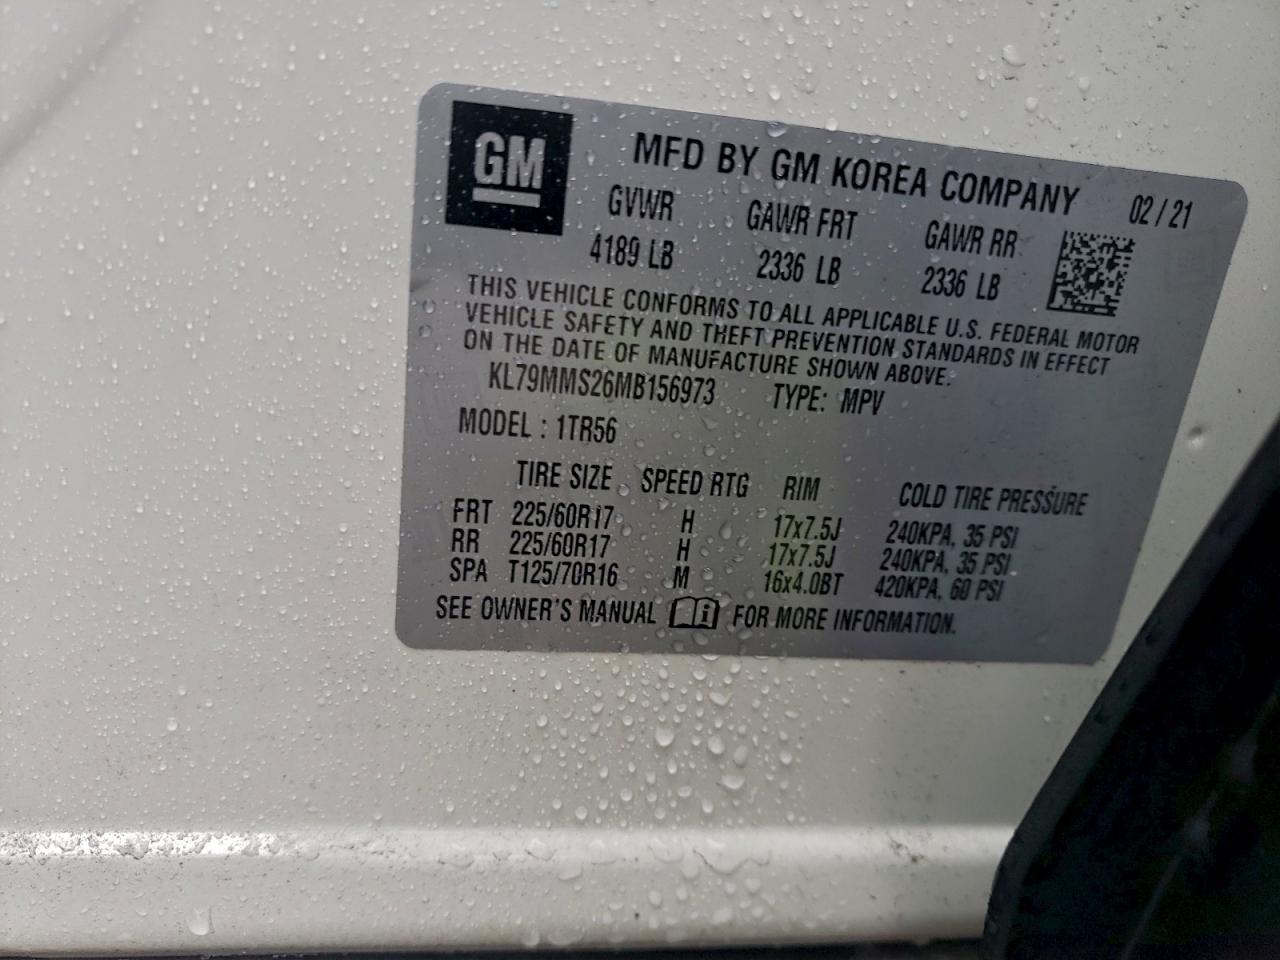 GM
MFD BY GM KOREA COMPANY 02 / 21
GVWR GAWR FRT GAWR RR
4189 LB 2336 LB 2336 LB
THIS VEHICLE CONFORMS TO ALL APPLICABLE U.S. FEDERAL MOTOR
VEHICLE SAFETY AND THEFT PREVENTION STANDARDS IN EFFECT
ON THE DATE OF MANUFACTURE SHOWN ABOVE.
KL79MMS26MB156973 TYPE: MPV
MODEL : 1TR56
TIRE SIZE SPEED RTG RIM COLD TIRE PRESSURE
FRT 225/60R17 H 17x7.5J 240KPA, 35 PSI
RR 225/60R17 H 17x7.5J 240KPA, 35 PSI
SPA T125/70R16 M 16x4.0BT 420KPA, 60 PSI
SEE OWNER'S MANUAL FOR MORE INFORMATION.